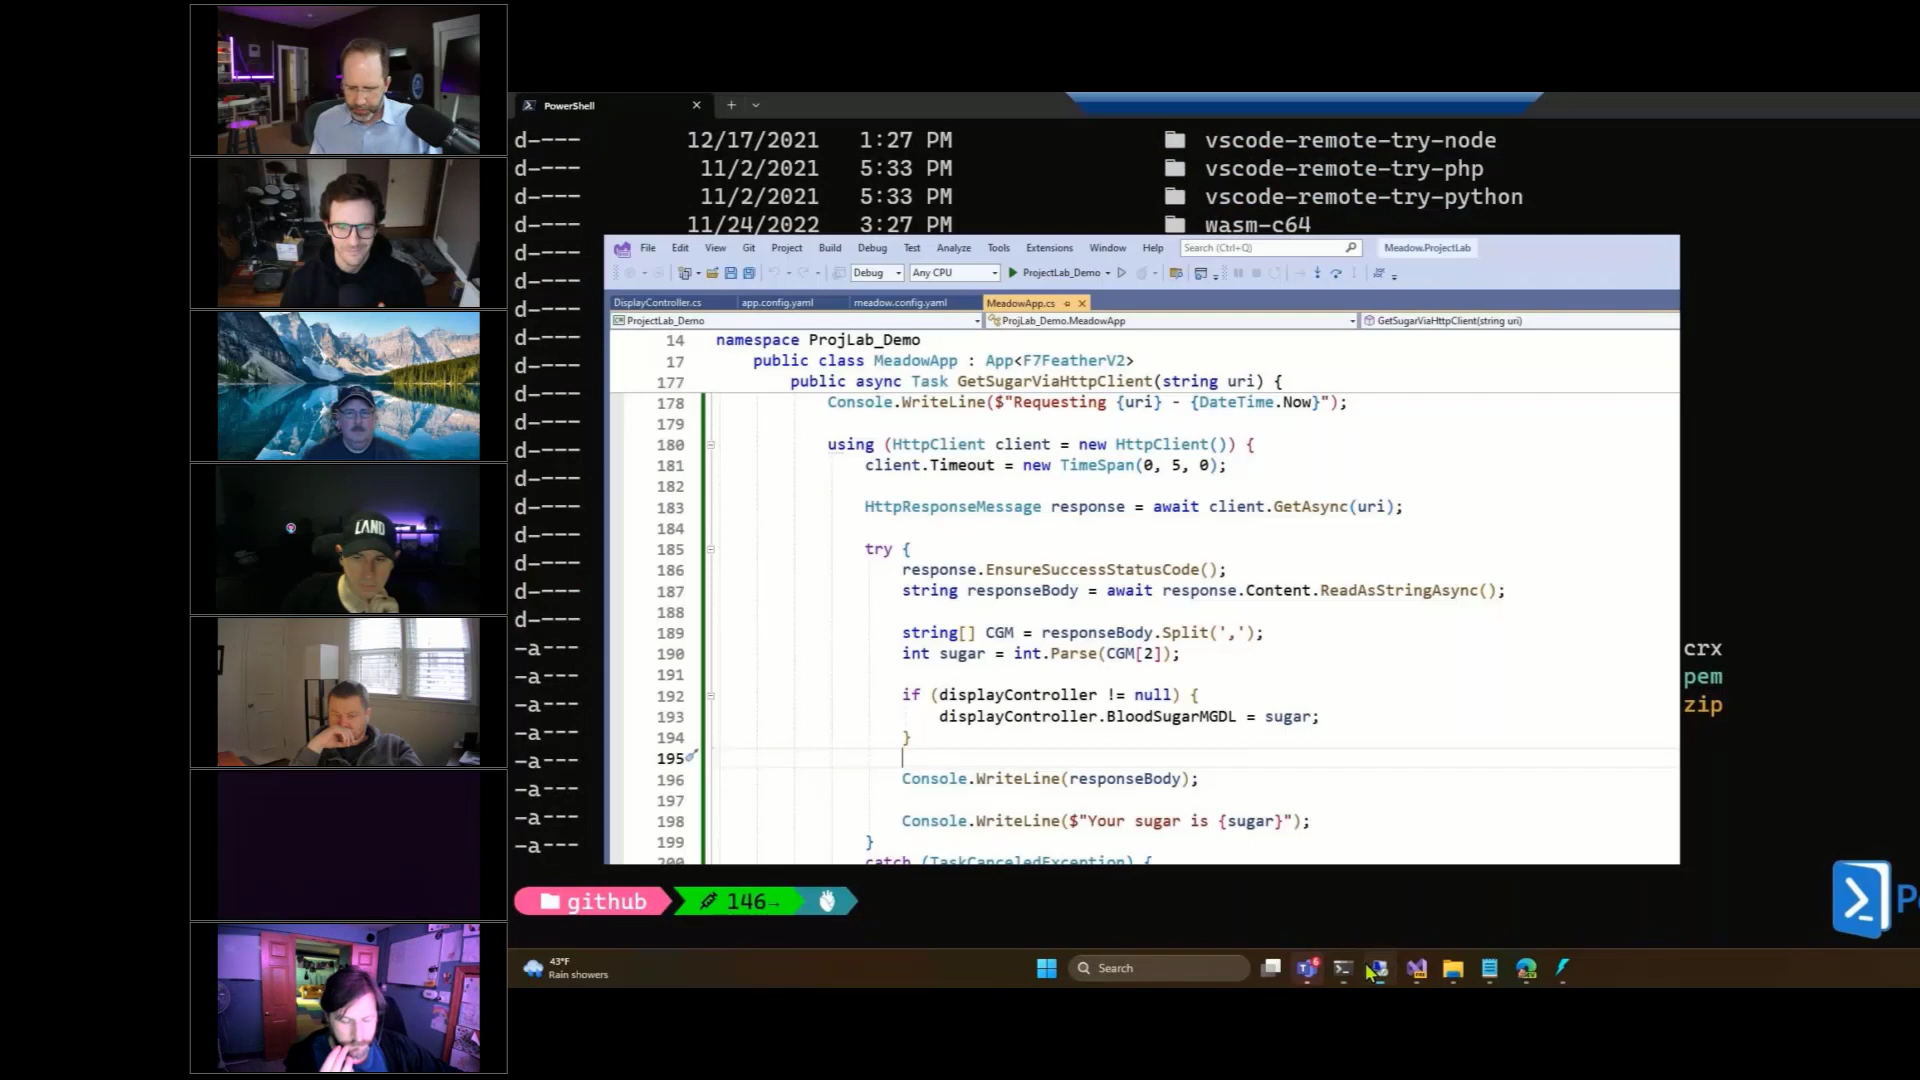 PowerShell
d---- 12/17/2021 1:27 PM vscode-remote-try-node
d---- 11/2/2021 5:33 PM vscode-remote-try-php
d---- 11/2/2021 5:33 PM vscode-remote-try-python
d---- 11/24/2022 3:27 PM wasm-c64
d----
d----
d----
d----
d----
d----
d----
d----
d----
d----
d----
d----
d----
d----
-a---
-a---
-a---
-a---
-a---
-a---
-a---
-a---
crx
pem
zip
File Edit View Git Project Build Debug Test Analyze Tools Extensions Window Help Search (Ctrl+Q) Meadow.ProjectLab
Debug Any CPU ProjectLab_Demo
DisplayController.cs app.config.yaml meadow.config.yaml MeadowApp.cs
ProjectLab_Demo ProjLab_Demo.MeadowApp GetSugarViaHttpClient(string uri)
14 namespace ProjLab_Demo
17 public class MeadowApp : App<F7FeatherV2>
177 public async Task GetSugarViaHttpClient(string uri) {
178 Console.WriteLine($"Requesting {uri} - {DateTime.Now}");
179
180 using (HttpClient client = new HttpClient()) {
181 client.Timeout = new TimeSpan(0, 5, 0);
182
183 HttpResponseMessage response = await client.GetAsync(uri);
184
185 try {
186 response.EnsureSuccessStatusCode();
187 string responseBody = await response.Content.ReadAsStringAsync();
188
189 string[] CGM = responseBody.Split(',');
190 int sugar = int.Parse(CGM[2]);
191
192 if (displayController != null) {
193 displayController.BloodSugarMGDL = sugar;
194 }
195
196 Console.WriteLine(responseBody);
197
198 Console.WriteLine($"Your sugar is {sugar}");
199 }
200 catch (TaskCanceledException) {
github 146→
43°F
Rain showers
Search
LAND